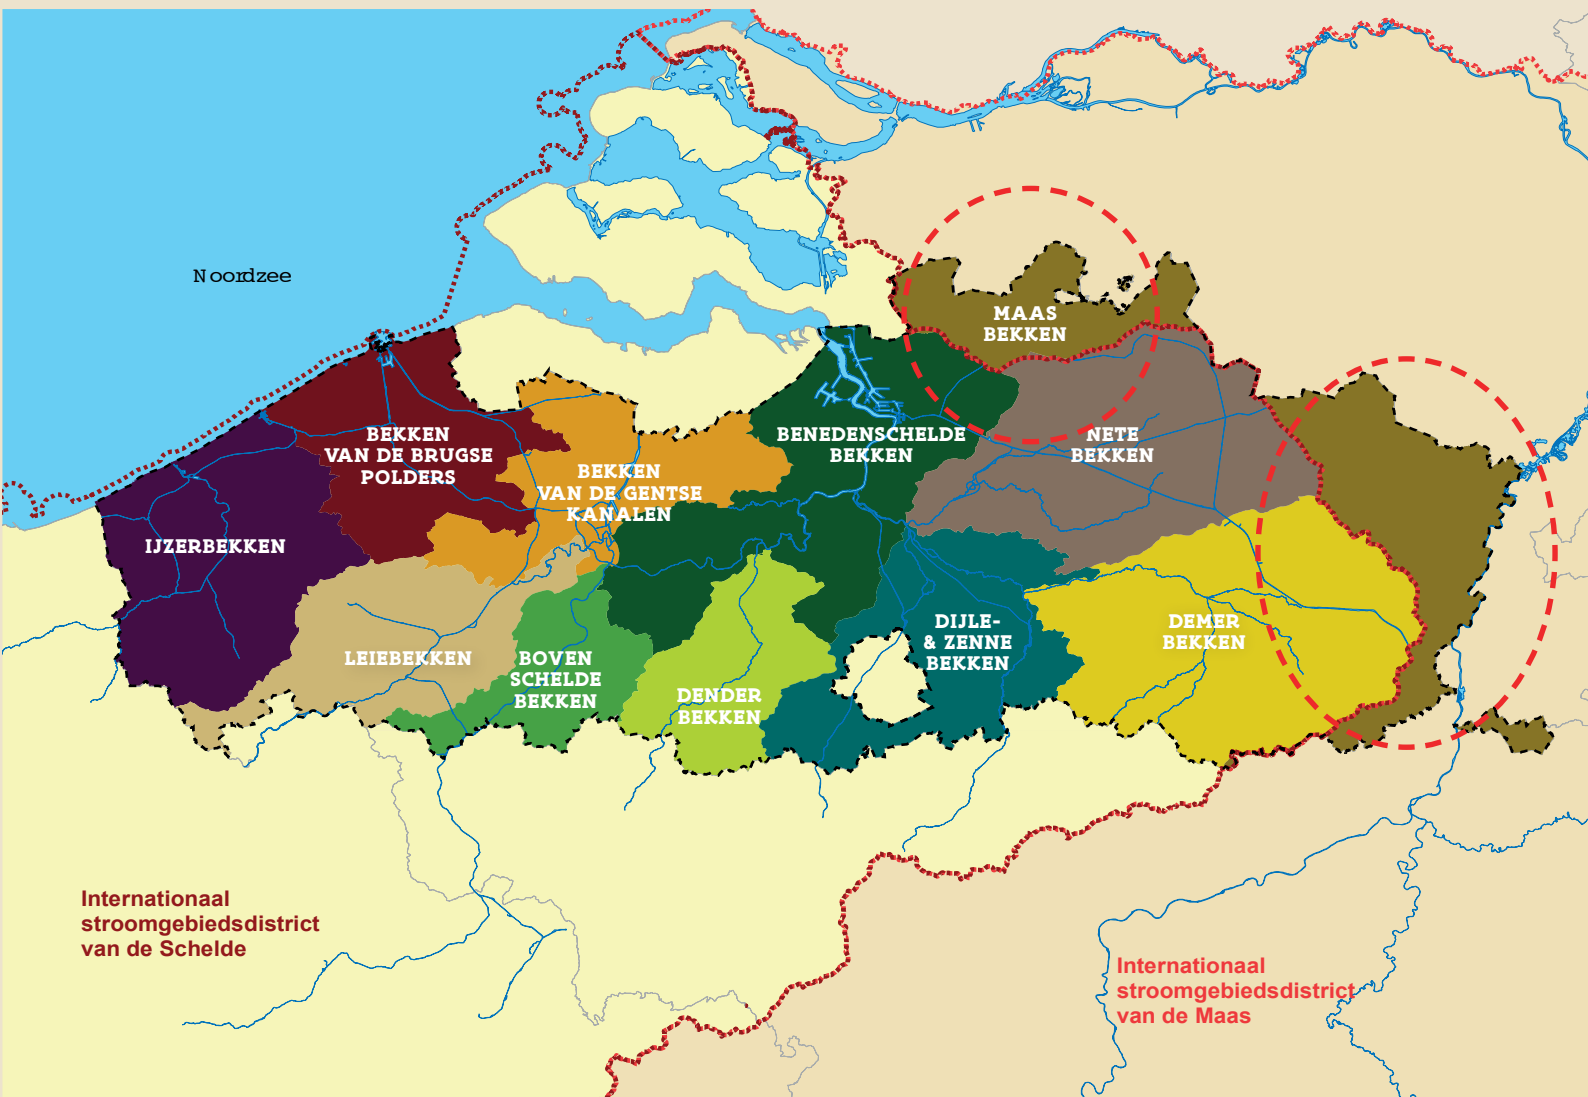 Noordzee
MAAS
BEKKEN
BEKKEN
VAN DE BRUGSE
POLDERS
BENEDENSCHELDE
BEKKEN
NETE
BEKKEN
BEKKEN
VAN DE GENTSE
KANALEN
IJZERBEKKEN
LEIEBEKKEN
BOVEN
SCHELDE
BEKKEN
DENDER
BEKKEN
DIJLE-
& ZENNE
BEKKEN
DEMER
BEKKEN
Internationaal
stroomgebiedsdistrict
van de Schelde
Internationaal
stroomgebiedsdistrict
van de Maas